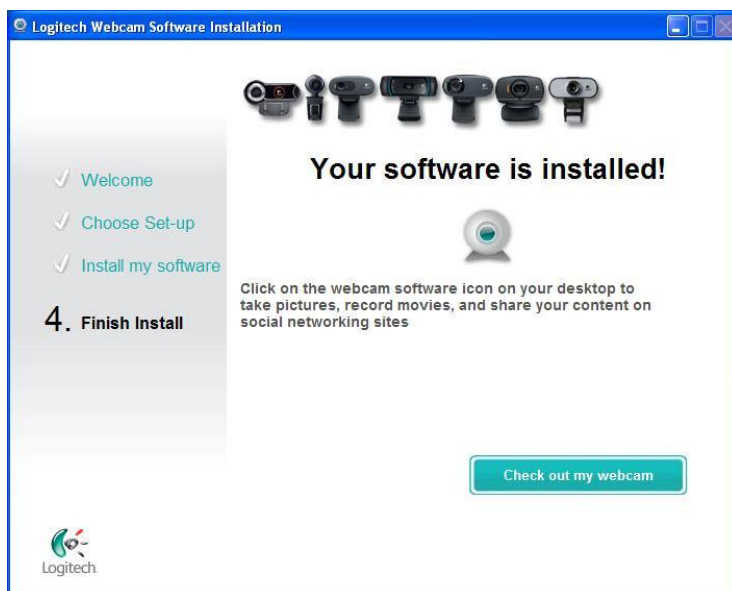 Logitech Webcam Software Installation
Your software is installed!
Welcome
Choose Set-up
Install my software
4. Finish Install
Click on the webcam software icon on your desktop to
take pictures, record movies, and share your content on
social networking sites
Check out my webcam
Logitech